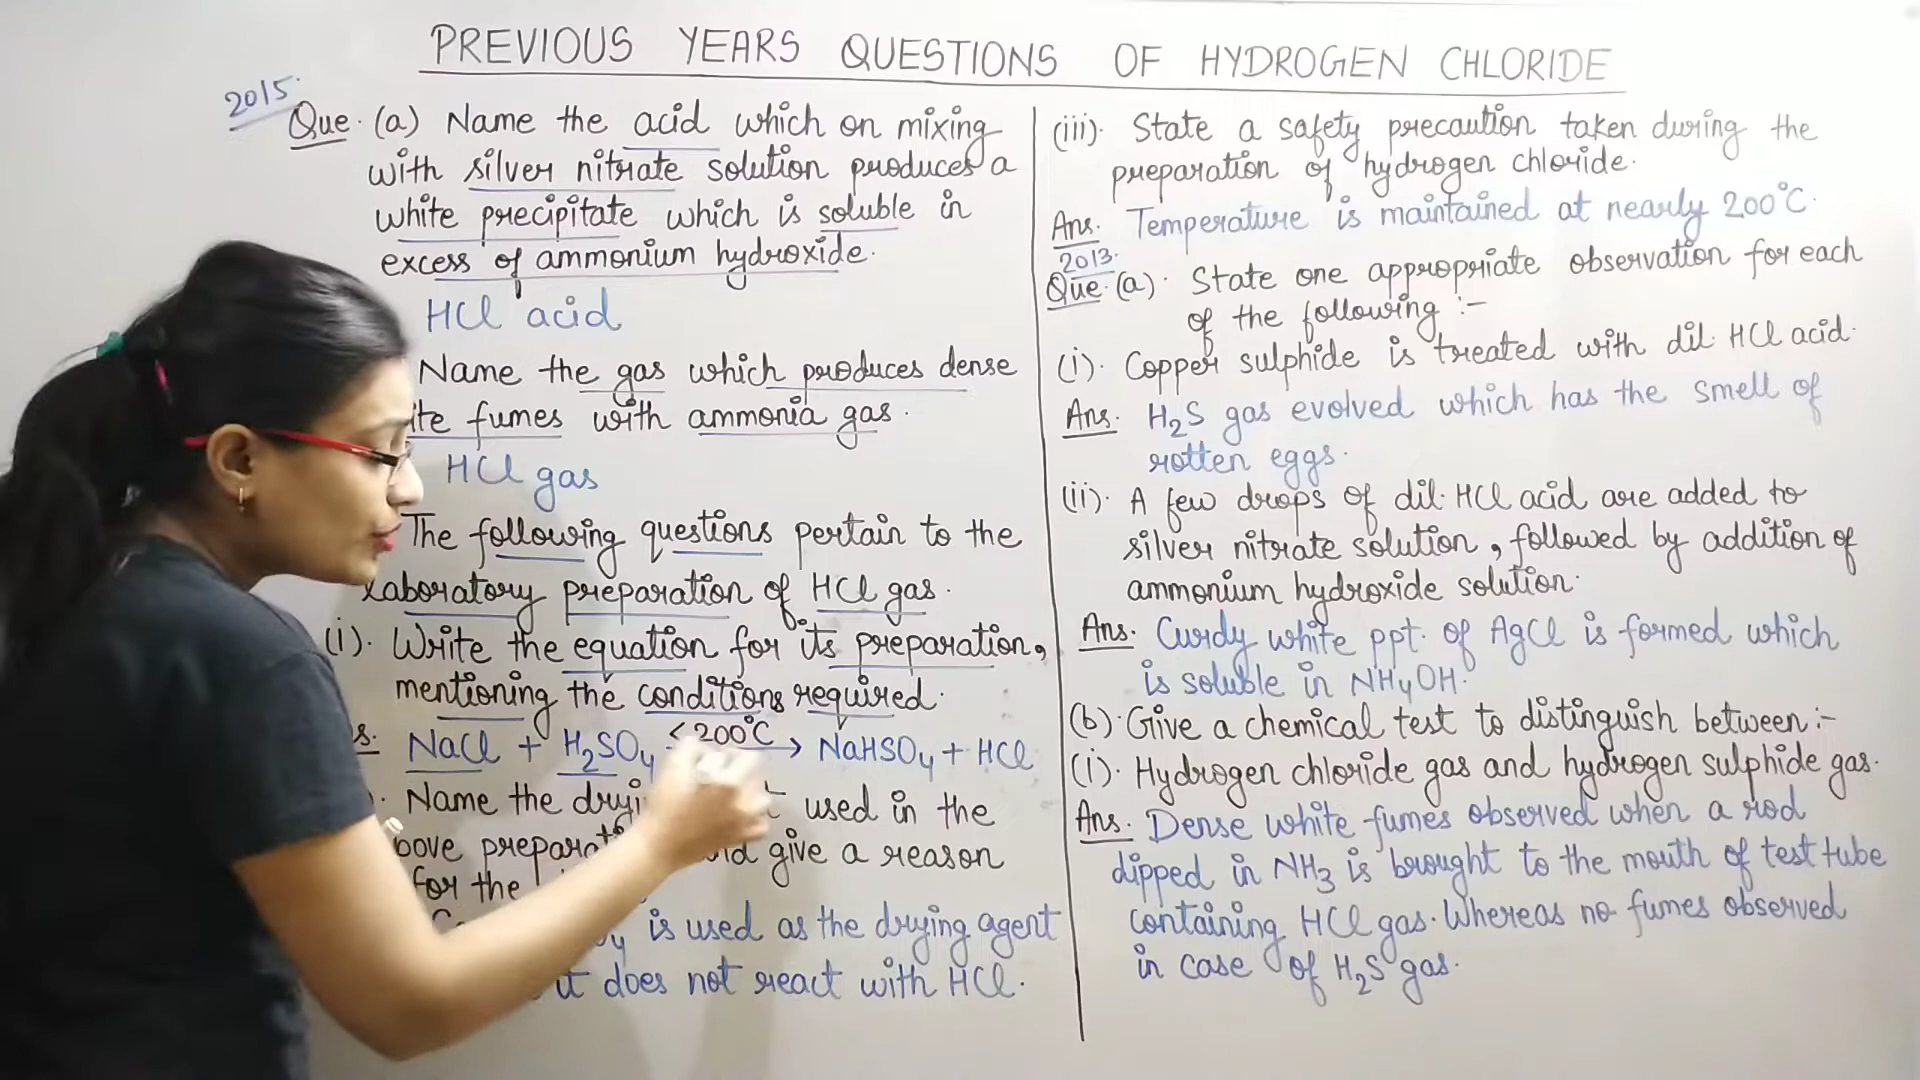 PREVIOUS YEARS QUESTIONS OF HYDROGEN CHLORIDE
2015.
Que. (a) Name the acid which on mixing
with silver nitrate solution produces a
white precipitate which is soluble in
excess of ammonium hydroxide.
HCl acid
Name the gas which produces dense
ite fumes with ammonia gas.
HCl gas
The following questions pertain to the
Laboratory preparation of HCl gas.
(i). Write the equation for its preparation,
mentioning the conditions required.
s. NaCl + H2SO4 <200°C → NaHSO4 + HCl
Name the dryi t used in the
bove preparat give a reason
for the
4 is used as the drying agent
it does not react with HCl.
(iii). State a safety precaution taken during the
preparation of hydrogen chloride.
Ans. Temperature is maintained at nearly 200°C.
2013.
Que. (a). State one appropriate observation for each
of the following :-
(i). Copper sulphide is treated with dil. HCl acid.
Ans. H2S gas evolved which has the smell of
rotten eggs.
(ii). A few drops of dil. HCl acid are added to
silver nitrate solution, followed by addition of
ammonium hydroxide solution.
Ans. Curdy white ppt. of AgCl is formed which
is soluble in NH4OH.
(b). Give a chemical test to distinguish between :-
(i). Hydrogen chloride gas and hydrogen sulphide gas.
Ans. Dense white fumes observed when a rod
dipped in NH3 is brought to the mouth of test tube
containing HCl gas. Whereas no fumes observed
in case of H2S gas.